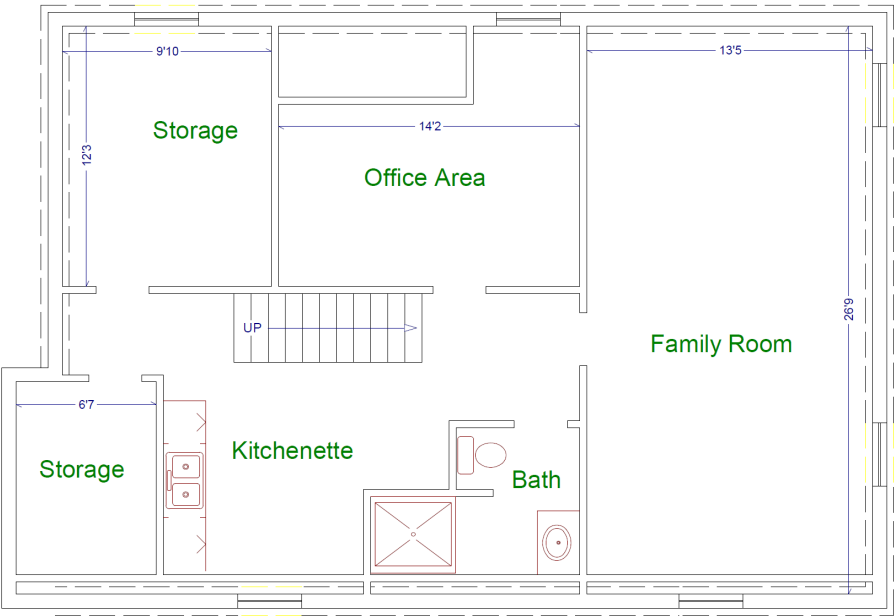 9'10
13'5
Storage
14'2
12'3
Office Area
26'9
UP
Family Room
6'7
Kitchenette
Storage
Bath